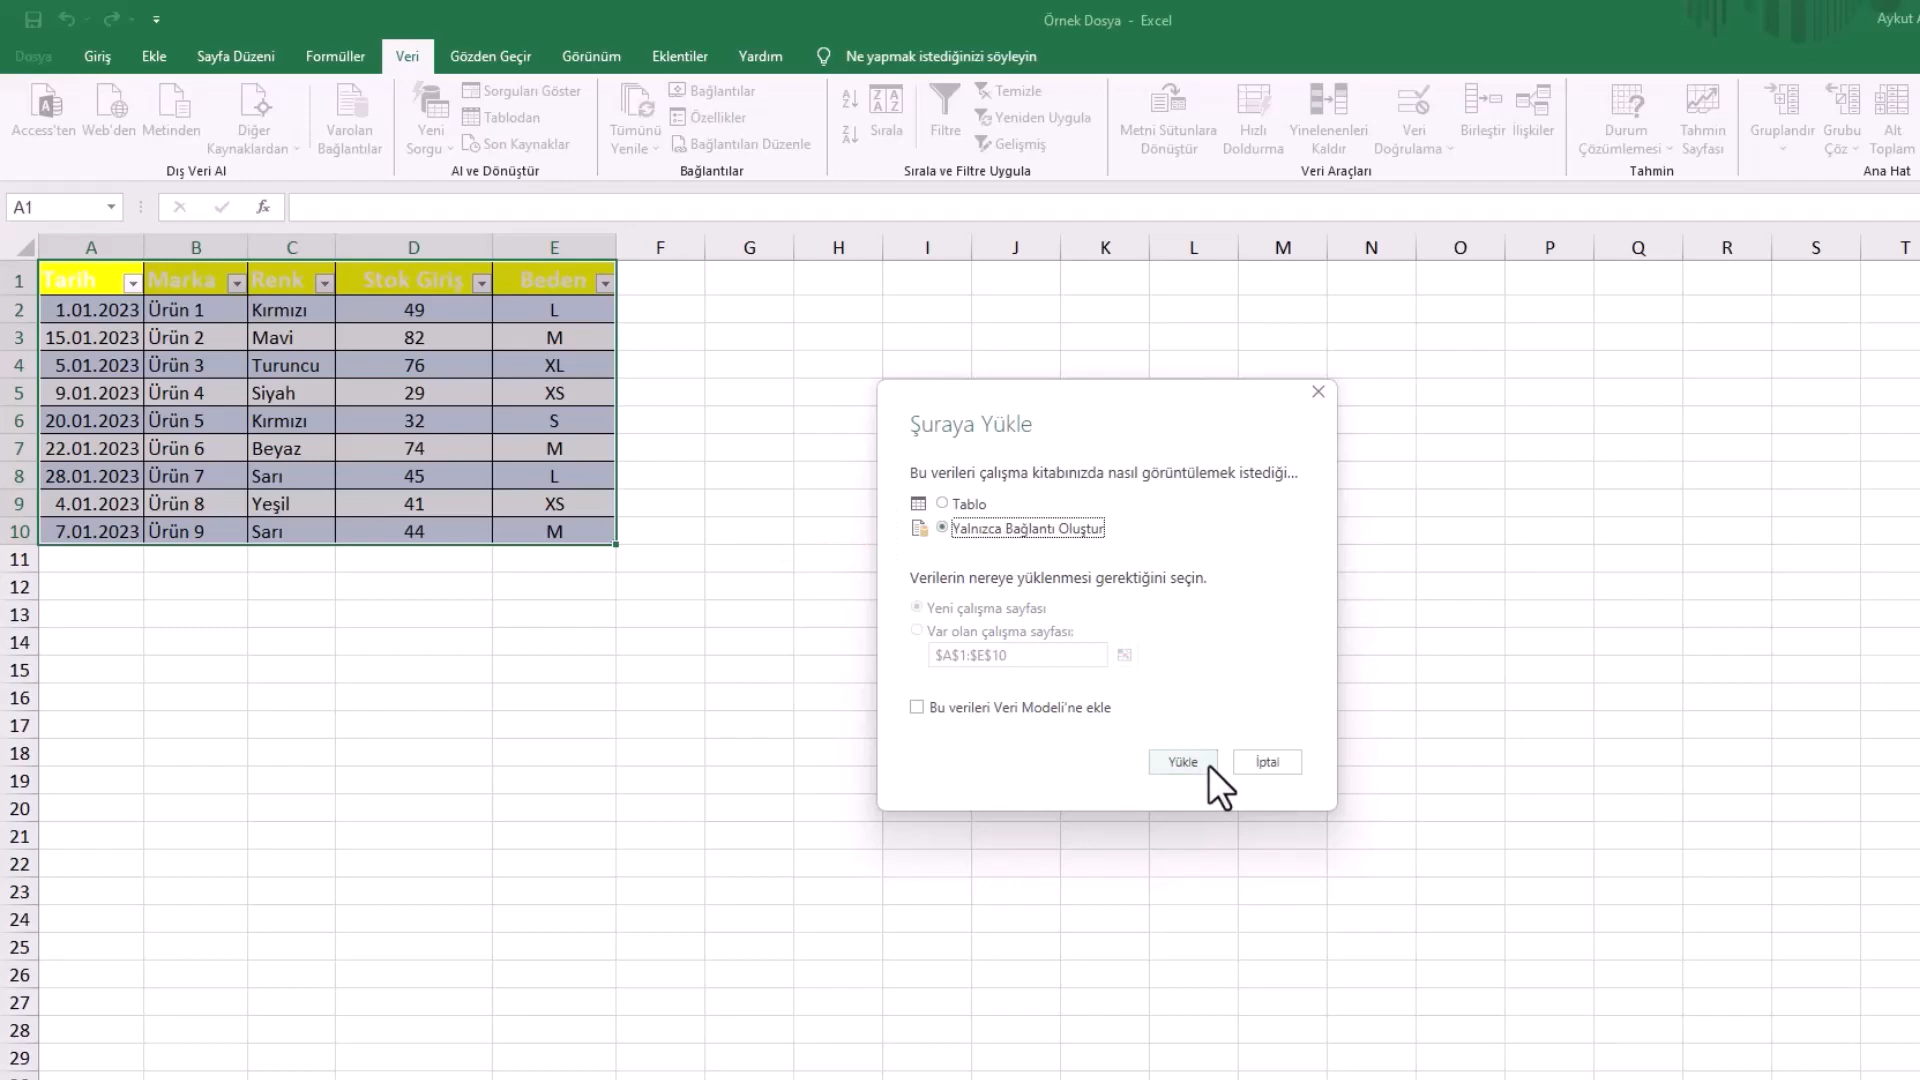 Örnek Dosya - Excel
Aykut
Dosya Giriş Ekle Sayfa Düzeni Formüller Veri Gözden Geçir Görünüm Eklentiler Yardım Ne yapmak istediğinizi söyleyin
Access'ten Web'den Metinden Diğer Kaynaklardan Varolan Bağlantılar
Dış Veri Al
Yeni Sorgu
Sorguları Göster
Tablodan
Son Kaynaklar
Al ve Dönüştür
Tümünü Yenile
Bağlantılar
Özellikler
Bağlantıları Düzenle
Bağlantılar
Sırala Filtre
Temizle
Yeniden Uygula
Gelişmiş
Sırala ve Filtre Uygula
Metni Sütunlara Dönüştür Hızlı Doldurma Yinelenenleri Kaldır Veri Doğrulama Birleştir İlişkiler
Veri Araçları
Durum Çözümlemesi Tahmin Sayfası
Tahmin
Gruplandır Grubu Çöz Alt Toplam
Ana Hat
A1 fx
A B C D E F G H I J K L M N O P Q R S T
1 Tarih Marka Renk Stok Giriş Beden
2 1.01.2023 Ürün 1 Kırmızı 49 L
3 15.01.2023 Ürün 2 Mavi 82 M
4 5.01.2023 Ürün 3 Turuncu 76 XL
5 9.01.2023 Ürün 4 Siyah 29 XS
6 20.01.2023 Ürün 5 Kırmızı 32 S
7 22.01.2023 Ürün 6 Beyaz 74 M
8 28.01.2023 Ürün 7 Sarı 45 L
9 4.01.2023 Ürün 8 Yeşil 41 XS
10 7.01.2023 Ürün 9 Sarı 44 M
11
12
13
14
15
16
17
18
19
20
21
22
23
24
25
26
27
28
29
Şuraya Yükle
Bu verileri çalışma kitabınızda nasıl görüntülemek istediği...
Tablo
Yalnızca Bağlantı Oluştur
Verilerin nereye yüklenmesi gerektiğini seçin.
Yeni çalışma sayfası
Var olan çalışma sayfası:
$A$1:$E$10
Bu verileri Veri Modeli'ne ekle
Yükle İptal